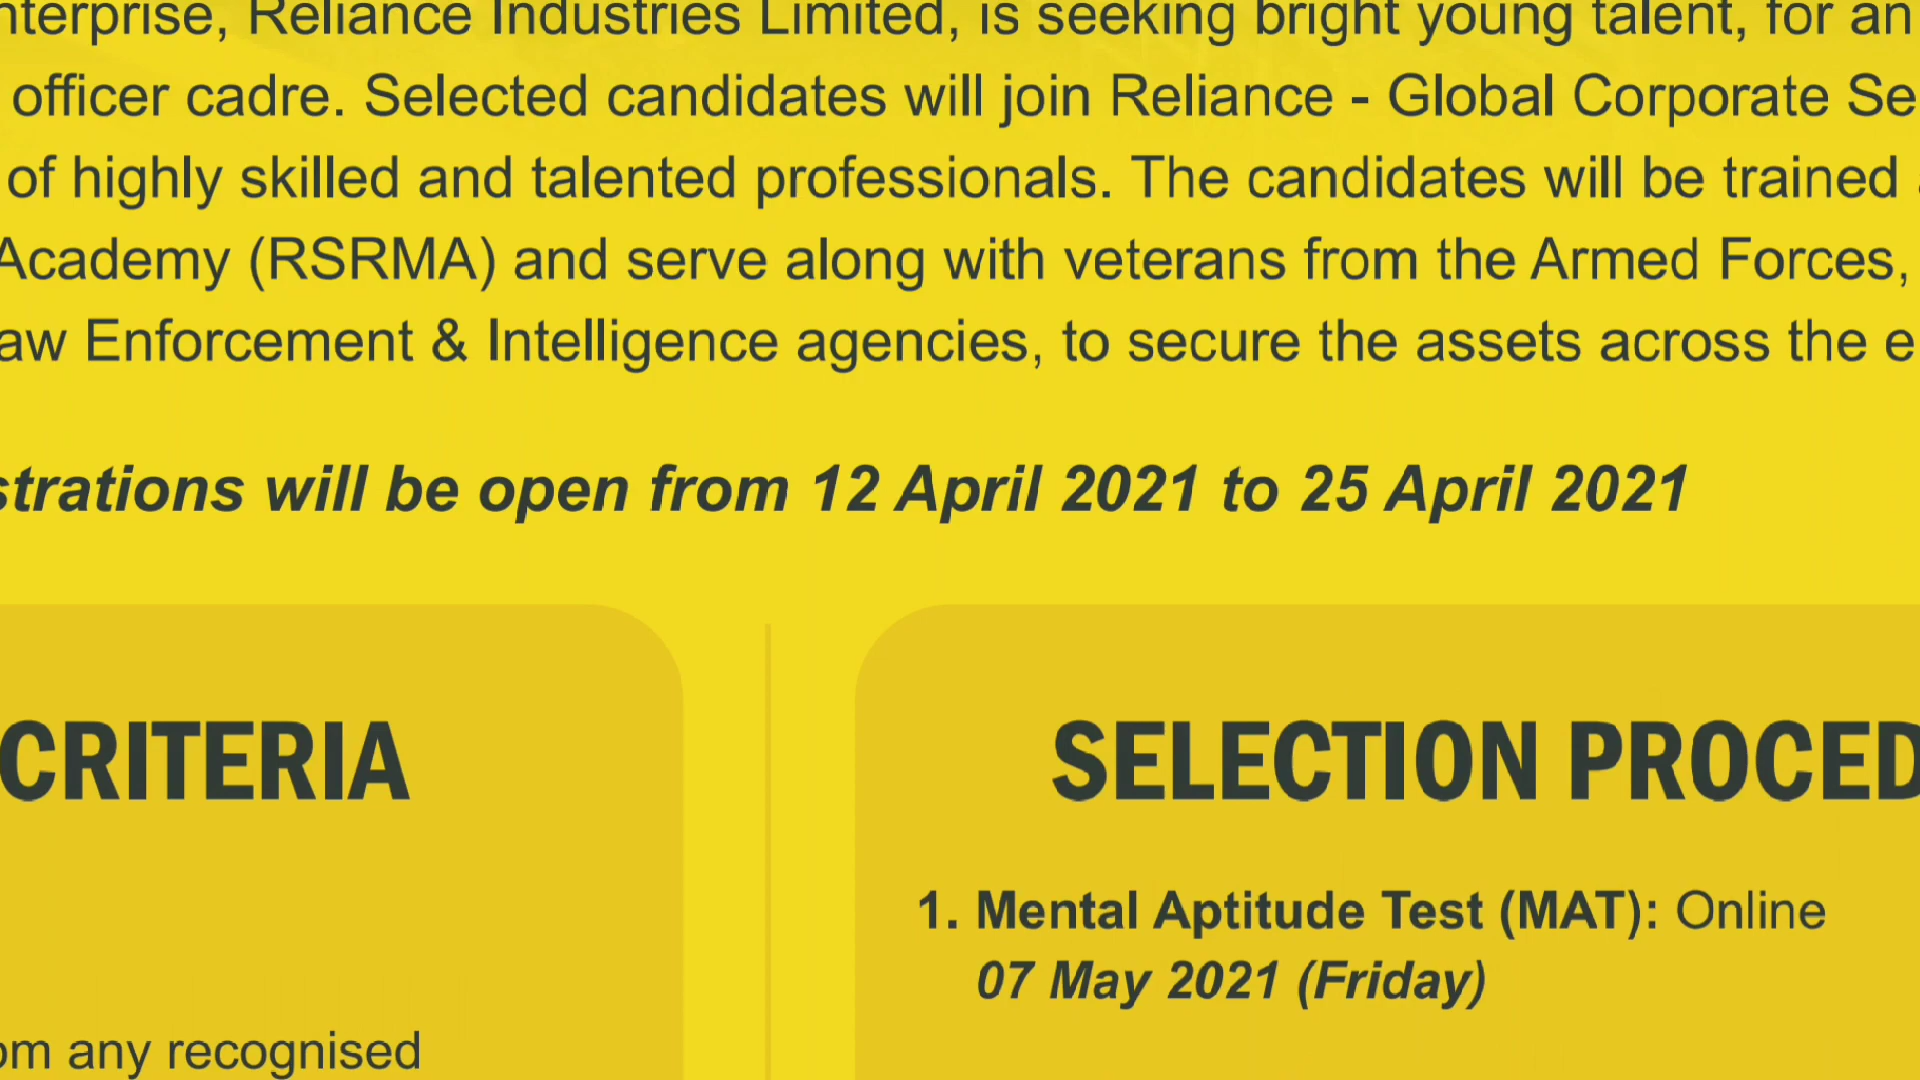 nterprise, Reliance Industries Limited, is seeking bright young talent, for an
officer cadre. Selected candidates will join Reliance - Global Corporate Se
of highly skilled and talented professionals. The candidates will be trained
Academy (RSRMA) and serve along with veterans from the Armed Forces,
aw Enforcement & Intelligence agencies, to secure the assets across the e
strations will be open from 12 April 2021 to 25 April 2021
CRITERIA
om any recognised
SELECTION PROCED
1. Mental Aptitude Test (MAT): Online
07 May 2021 (Friday)